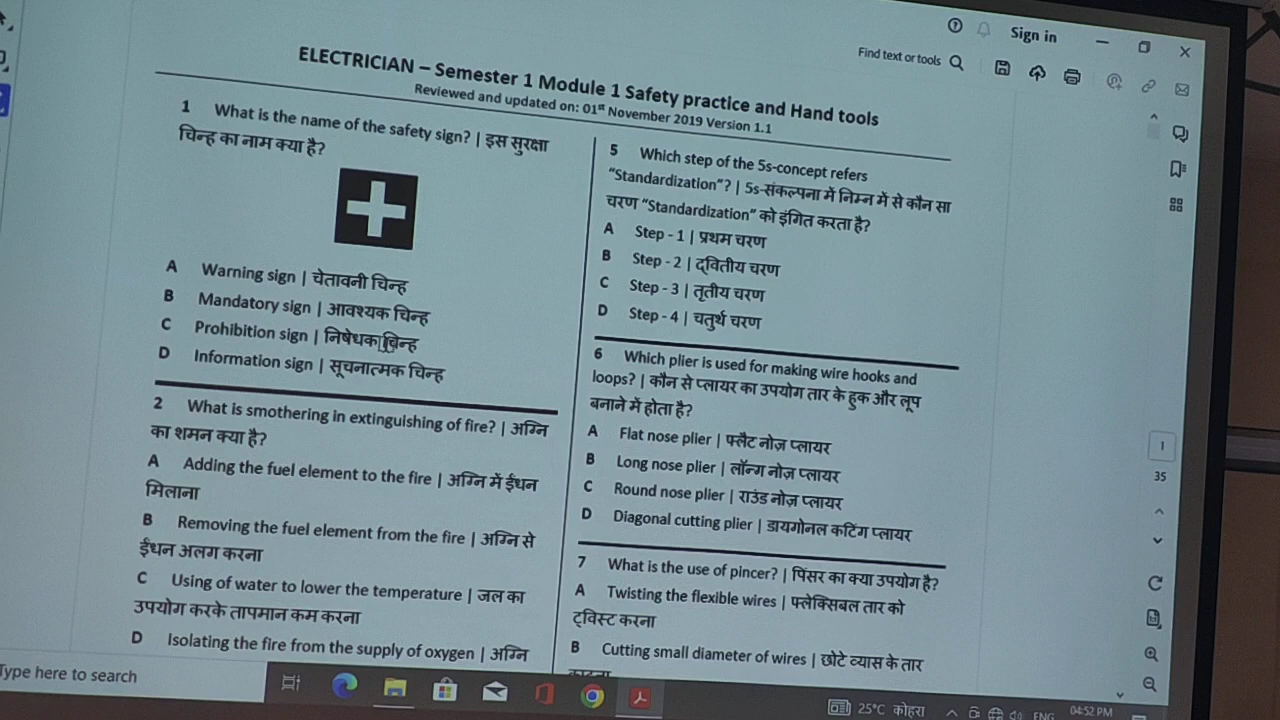 Sign in
Find text or tools
ELECTRICIAN – Semester 1 Module 1 Safety practice and Hand tools
Reviewed and updated on: 01st November 2019 Version 1.1
1 What is the name of the safety sign? | इस सुरक्षा
चिन्ह का नाम क्या है?
A Warning sign | चेतावनी चिन्ह
B Mandatory sign | आवश्यक चिन्ह
C Prohibition sign | निषेधक चिन्ह
D Information sign | सूचनात्मक चिन्ह
2 What is smothering in extinguishing of fire? | अग्नि
का शमन क्या है?
A Adding the fuel element to the fire | अग्नि में ईंधन
मिलाना
B Removing the fuel element from the fire | अग्नि से
ईंधन अलग करना
C Using of water to lower the temperature | जल का
उपयोग करके तापमान कम करना
D Isolating the fire from the supply of oxygen | अग्नि
5 Which step of the 5s-concept refers
“Standardization”? | 5s-संकल्पना में निम्न में से कौन सा
चरण “Standardization” को इंगित करता है?
A Step - 1 | प्रथम चरण
B Step - 2 | द्वितीय चरण
C Step - 3 | तृतीय चरण
D Step - 4 | चतुर्थ चरण
6 Which plier is used for making wire hooks and
loops? | कौन से प्लायर का उपयोग तार के हुक और लूप
बनाने में होता है?
A Flat nose plier | फ्लैट नोज़ प्लायर
B Long nose plier | लॉन्ग नोज़ प्लायर
C Round nose plier | राउंड नोज़ प्लायर
D Diagonal cutting plier | डायगोनल कटिंग प्लायर
7 What is the use of pincer? | पिंसर का क्या उपयोग है?
A Twisting the flexible wires | फ्लेक्सिबल तार को
ट्विस्ट करना
B Cutting small diameter of wires | छोटे व्यास के तार
1
35
Type here to search
25°C कोहरा
ENG
04:52 PM